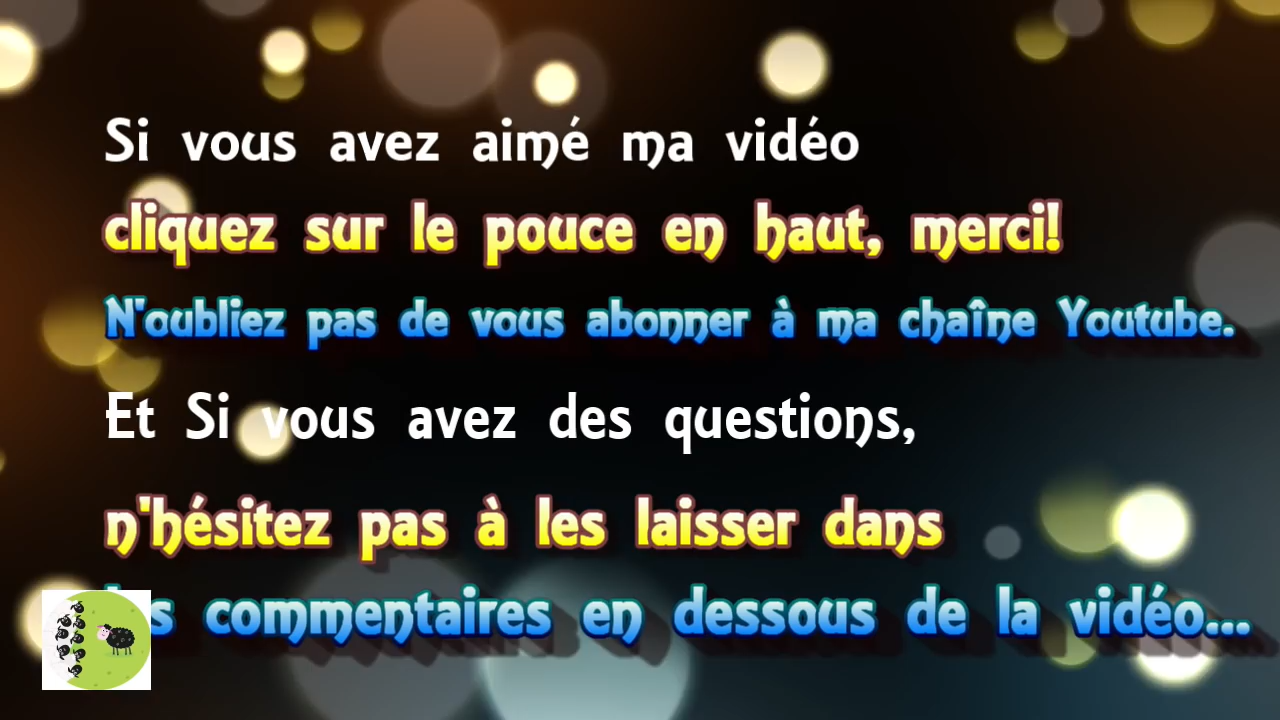 Si vous avez aimé ma vidéo
cliquez sur le pouce en haut, merci!
N'oubliez pas de vous abonner à ma chaîne Youtube.
Et Si vous avez des questions,
n'hésitez pas à les laisser dans
commentaires en dessous de la vidéo...